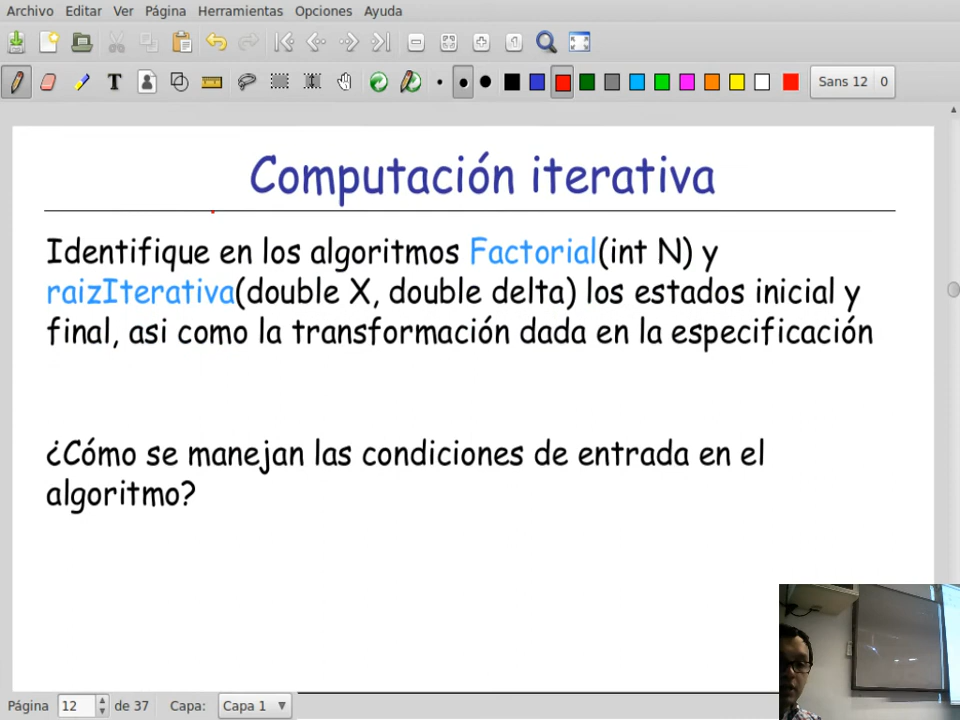 Archivo Editar Ver Página Herramientas Opciones Ayuda
T Sans 12 0
Computación iterativa
Identifique en los algoritmos Factorial(int N) y
raizIterativa(double X, double delta) los estados inicial y
final, asi como la transformación dada en la especificación
¿Cómo se manejan las condiciones de entrada en el
algoritmo?
Página 12 de 37 Capa: Capa 1